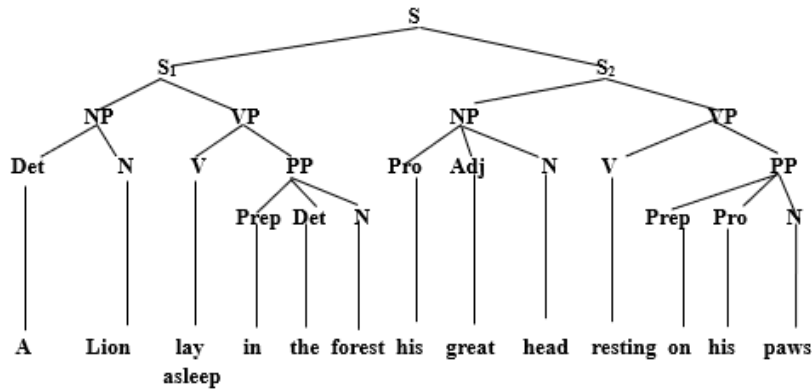 S
S₁ S₂
NP VP NP VP
Det N V PP Pro Adj N V PP
Prep Det N Prep Pro N
A Lion lay in the forest his great head resting on his paws
asleep